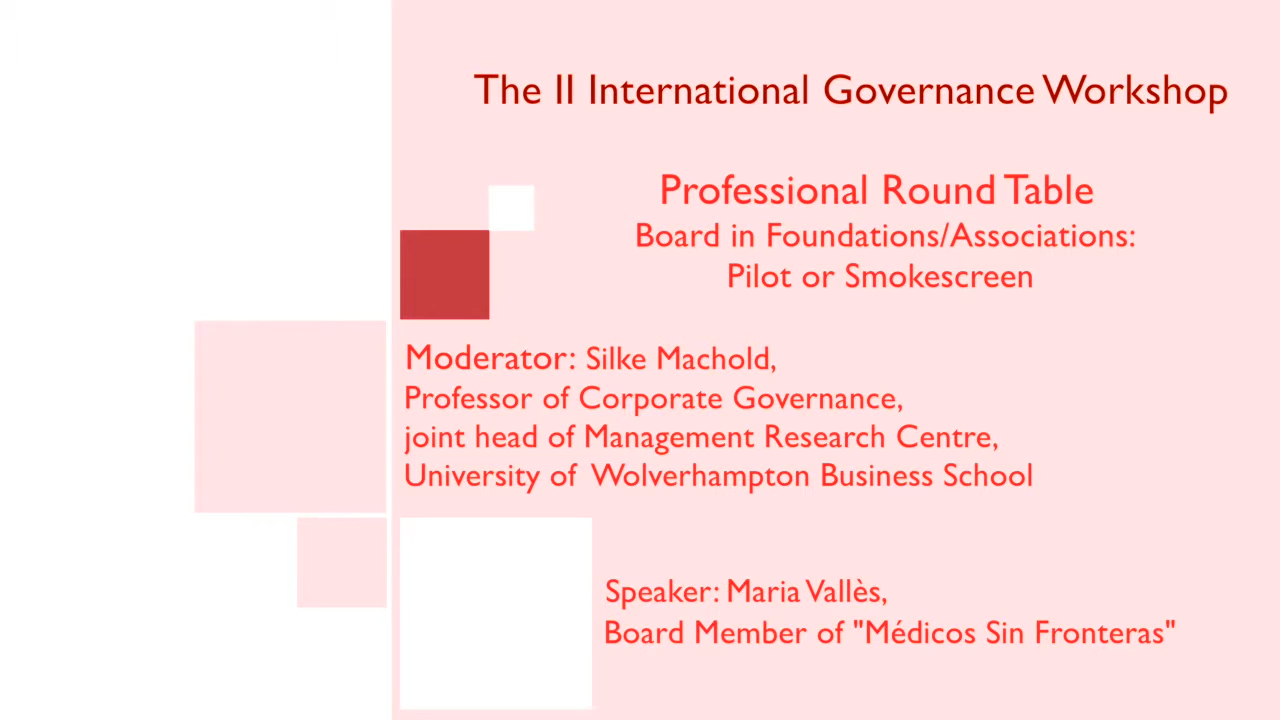 The II International Governance Workshop
Professional Round Table
Board in Foundations/Associations:
Pilot or Smokescreen
Moderator: Silke Machold,
Professor of Corporate Governance,
joint head of Management Research Centre,
University of Wolverhampton Business School
Speaker: Maria Vallès,
Board Member of "Médicos Sin Fronteras"